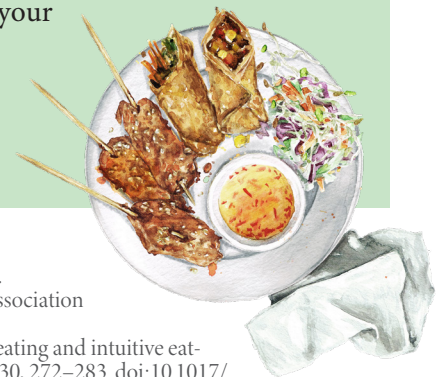 your
ssociation
eating and intuitive eat-
30, 272–283. doi:10.1017/